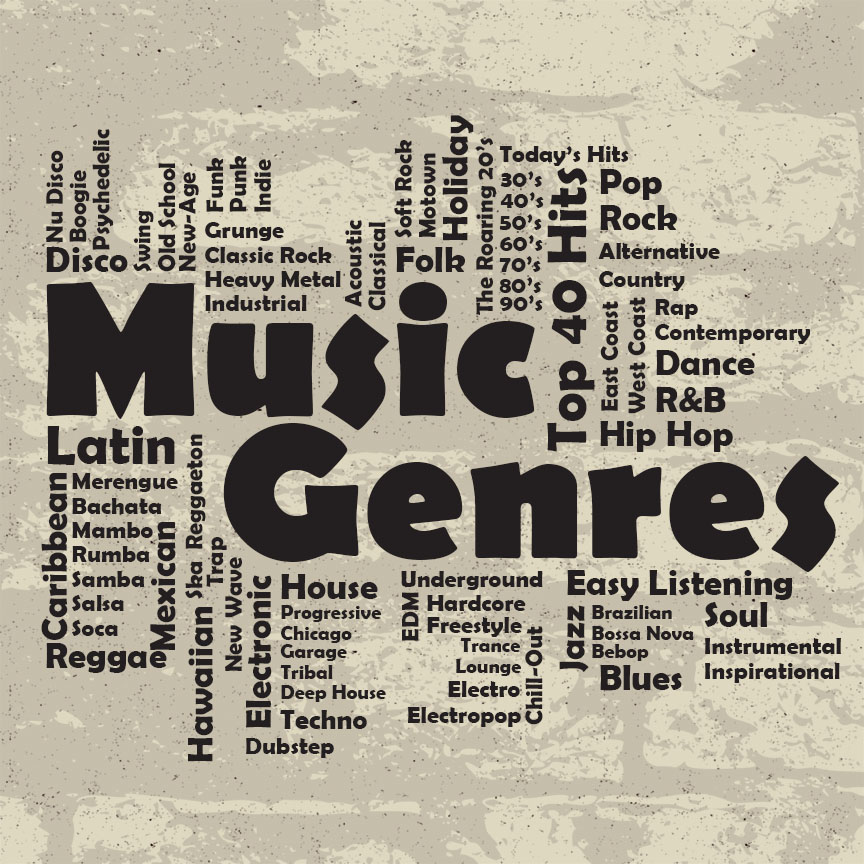 Nu Disco
Boogie
Psychedelic
Disco
Swing
Old School
New-Age
Funk
Punk
Indie
Grunge
Classic Rock
Heavy Metal
Industrial
Acoustic
Classical
Soft Rock
Motown
Holiday
Folk
The Roaring 20's
Today's Hits
30's
40's
50's
60's
70's
80's
90's
Top 40 Hits
Pop
Rock
Alternative
Country
East Coast
West Coast
Rap
Contemporary
Dance
R&B
Hip Hop
Music
Genres
Latin
Caribbean
Merengue
Bachata
Mambo
Rumba
Samba
Salsa
Soca
Reggae
Mexican
Ska
Reggaeton
Trap
Hawaiian
New Wave
Electronic
House
Progressive
Chicago
Garage
Tribal
Deep House
Techno
Dubstep
Underground
EDM
Hardcore
Freestyle
Trance
Lounge
Electro
Electropop
Chill-Out
Easy Listening
Jazz
Brazilian
Bossa Nova
Bebop
Blues
Soul
Instrumental
Inspirational